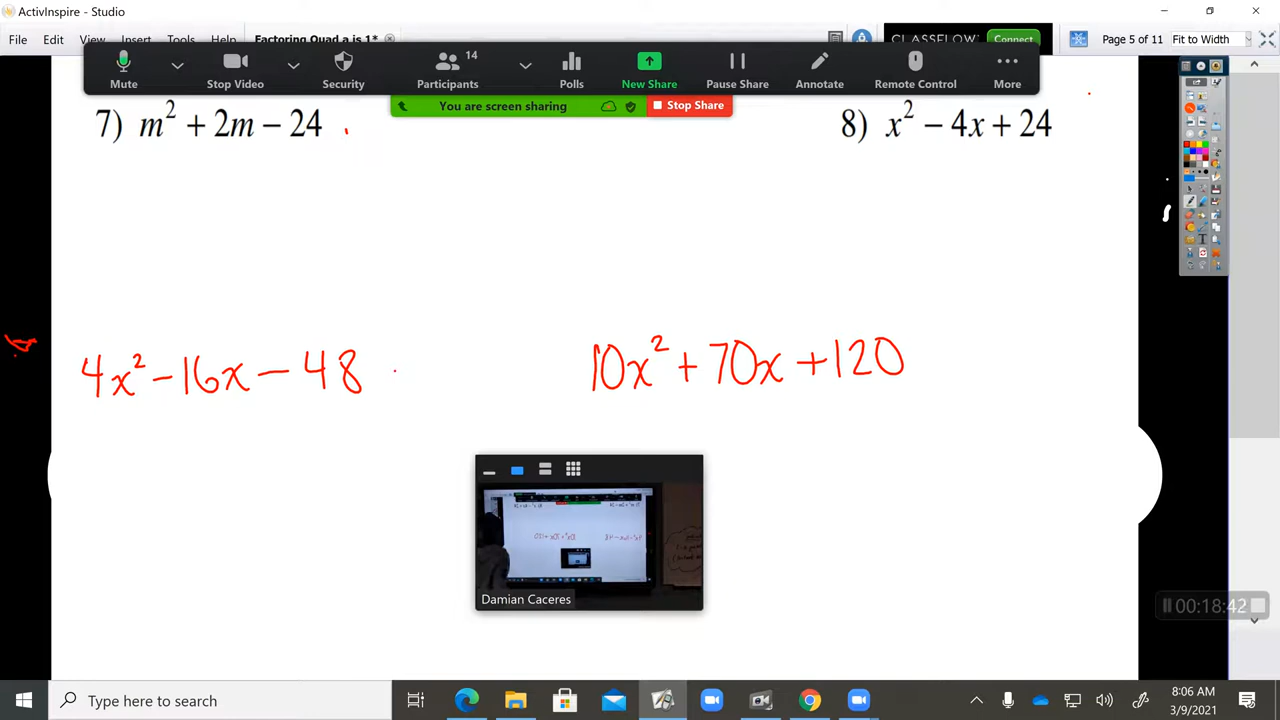 ActivInspire - Studio
File Edit View Insert Tools Help Factoring Quad a is 1* CLASSFLOW Connect Page 5 of 11 Fit to Width
Mute Stop Video Security Participants 14 Polls New Share Pause Share Annotate Remote Control More
You are screen sharing Stop Share
7) m² + 2m − 24
8) x² − 4x + 24
4x² - 16x - 48
10x² + 70x + 120
Damian Caceres
00:18:42
Type here to search
8:06 AM
3/9/2021